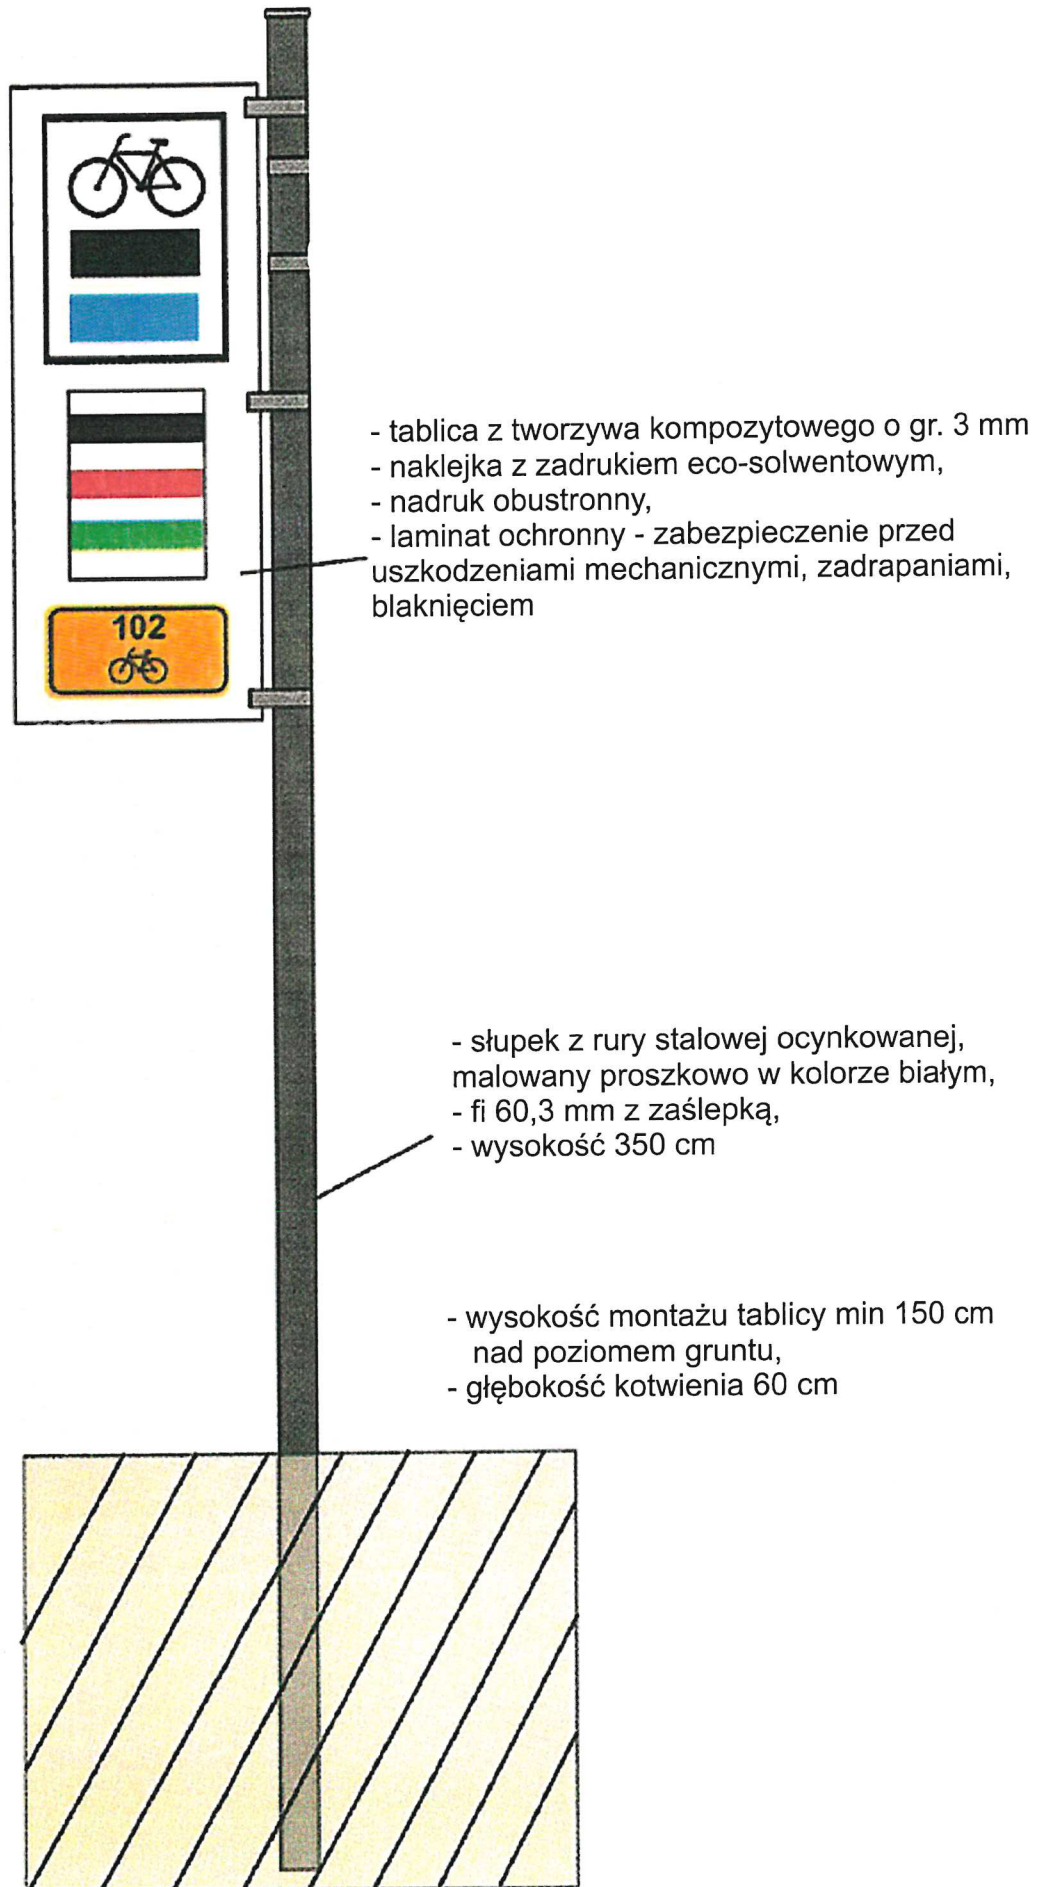 - tablica z tworzywa kompozytowego o gr. 3 mm
- naklejka z zadrukiem eco-solwentowym,
- nadruk obustronny,
- laminat ochronny - zabezpieczenie przed
uszkodzeniami mechanicznymi, zadrapaniami,
blaknięciem
102
- słupek z rury stalowej ocynkowanej,
malowany proszkowo w kolorze białym,
- fi 60,3 mm z zaślepką,
- wysokość 350 cm
- wysokość montażu tablicy min 150 cm
nad poziomem gruntu,
- głębokość kotwienia 60 cm